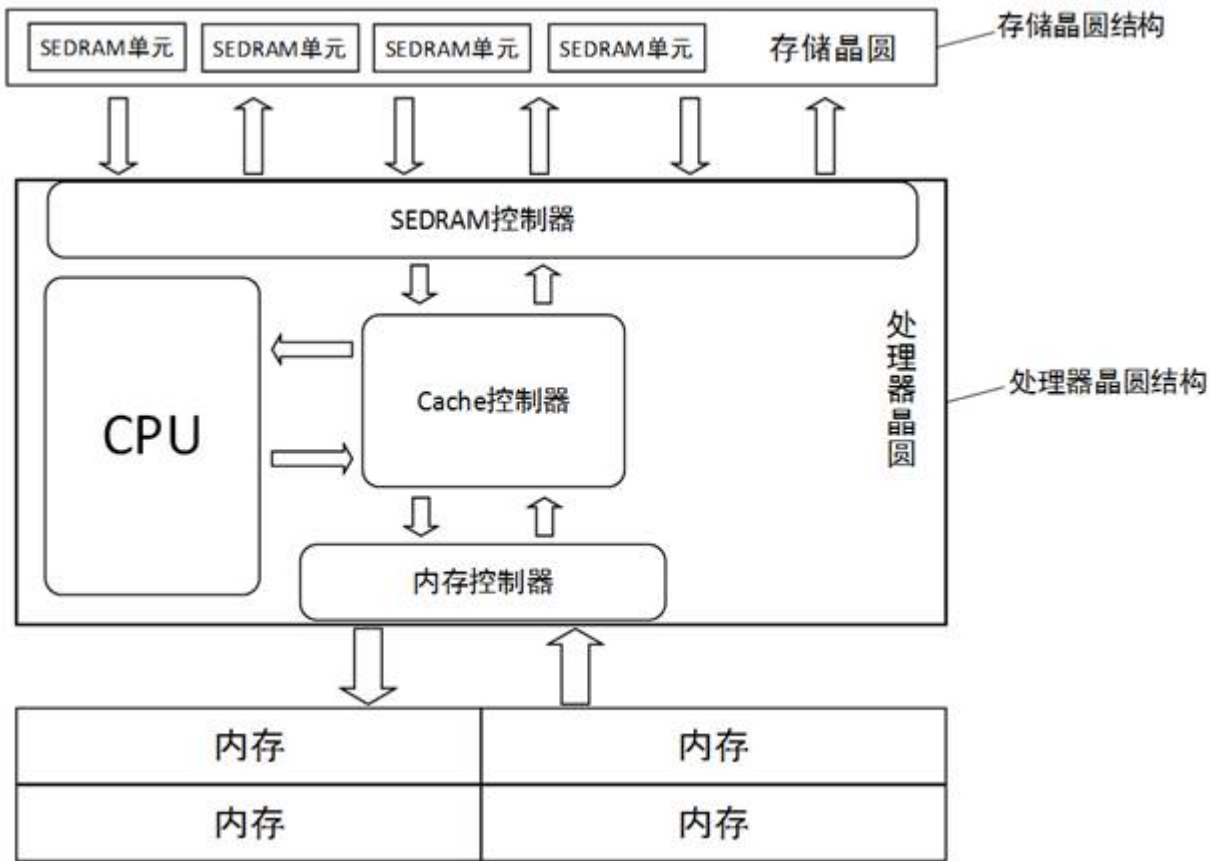 SEDRAM单元
SEDRAM单元
SEDRAM单元
SEDRAM单元
存储晶圆
存储晶圆结构
SEDRAM控制器
CPU
Cache控制器
处理器晶圆
处理器晶圆结构
内存控制器
内存
内存
内存
内存